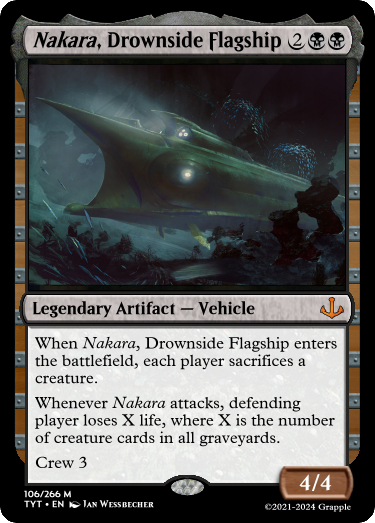 Nakara, Drownside Flagship 2
Legendary Artifact — Vehicle
When Nakara, Drownside Flagship enters
the battlefield, each player sacrifices a
creature.
Whenever Nakara attacks, defending
player loses X life, where X is the number
of creature cards in all graveyards.
Crew 3
4/4
106/266 M
TYT • EN Jan Wessbecher
©2021-2024 Grapple